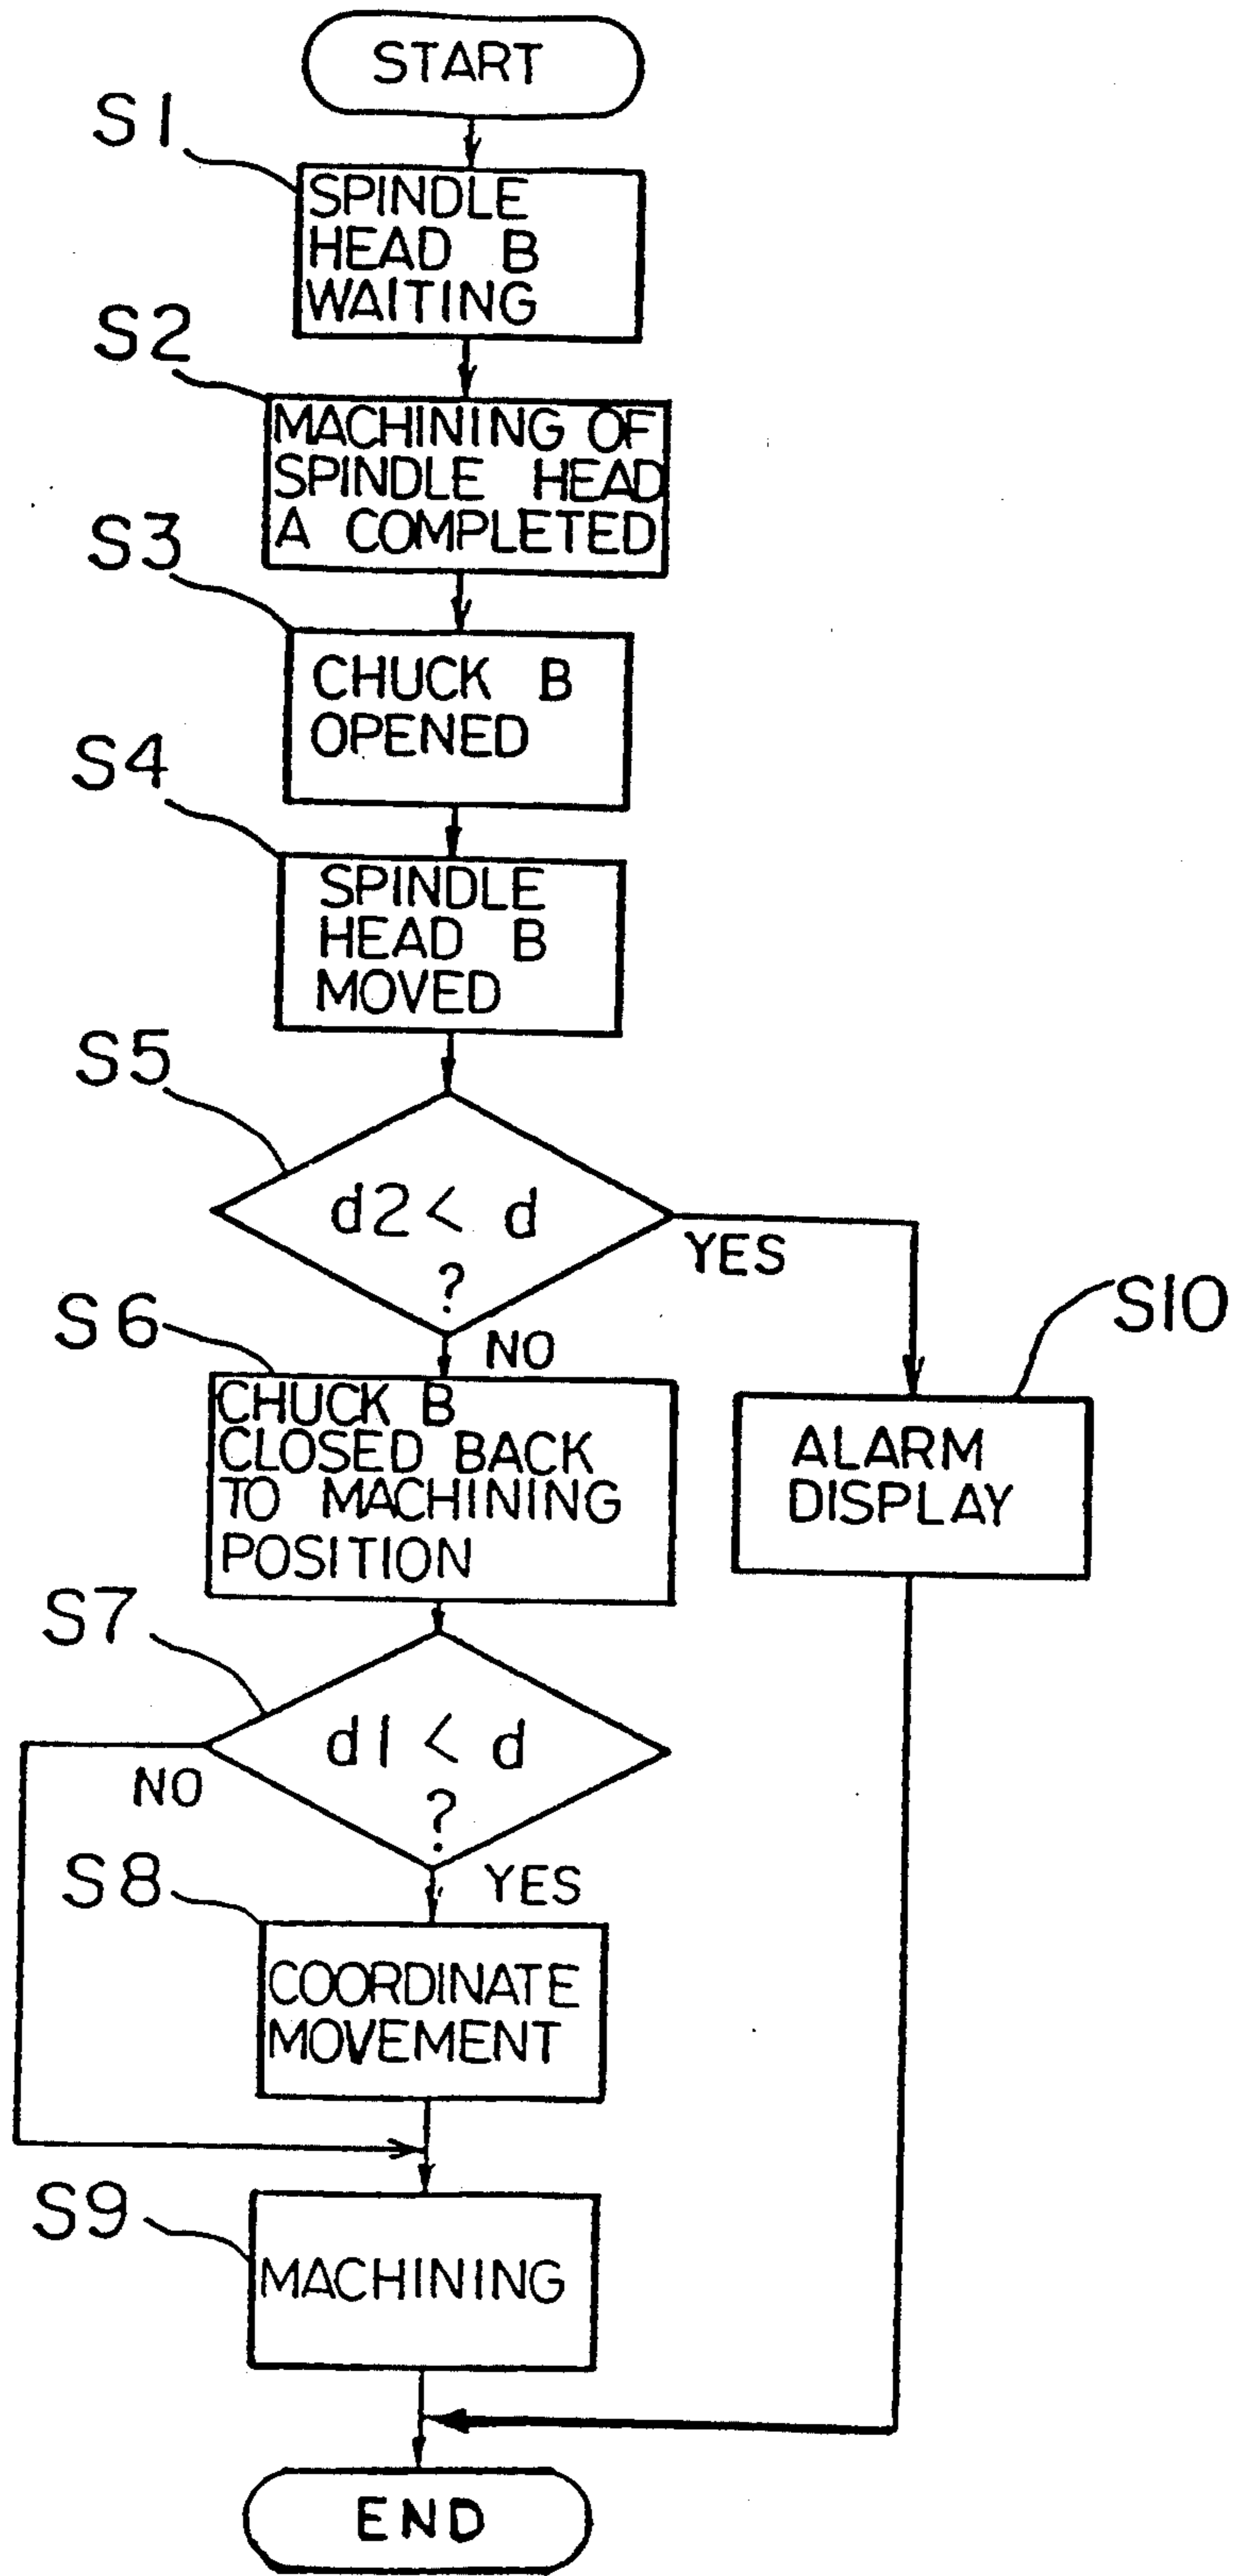 START
S1
SPINDLE
HEAD B
WAITING
S2
MACHINING OF
SPINDLE HEAD
A COMPLETED
S3
CHUCK B
OPENED
S4
SPINDLE
HEAD B
MOVED
S5
d2 < d
?
YES
NO
S6
CHUCK B
CLOSED BACK
TO MACHINING
POSITION
S10
ALARM
DISPLAY
S7
d1 < d
?
NO
YES
S8
COORDINATE
MOVEMENT
S9
MACHINING
END